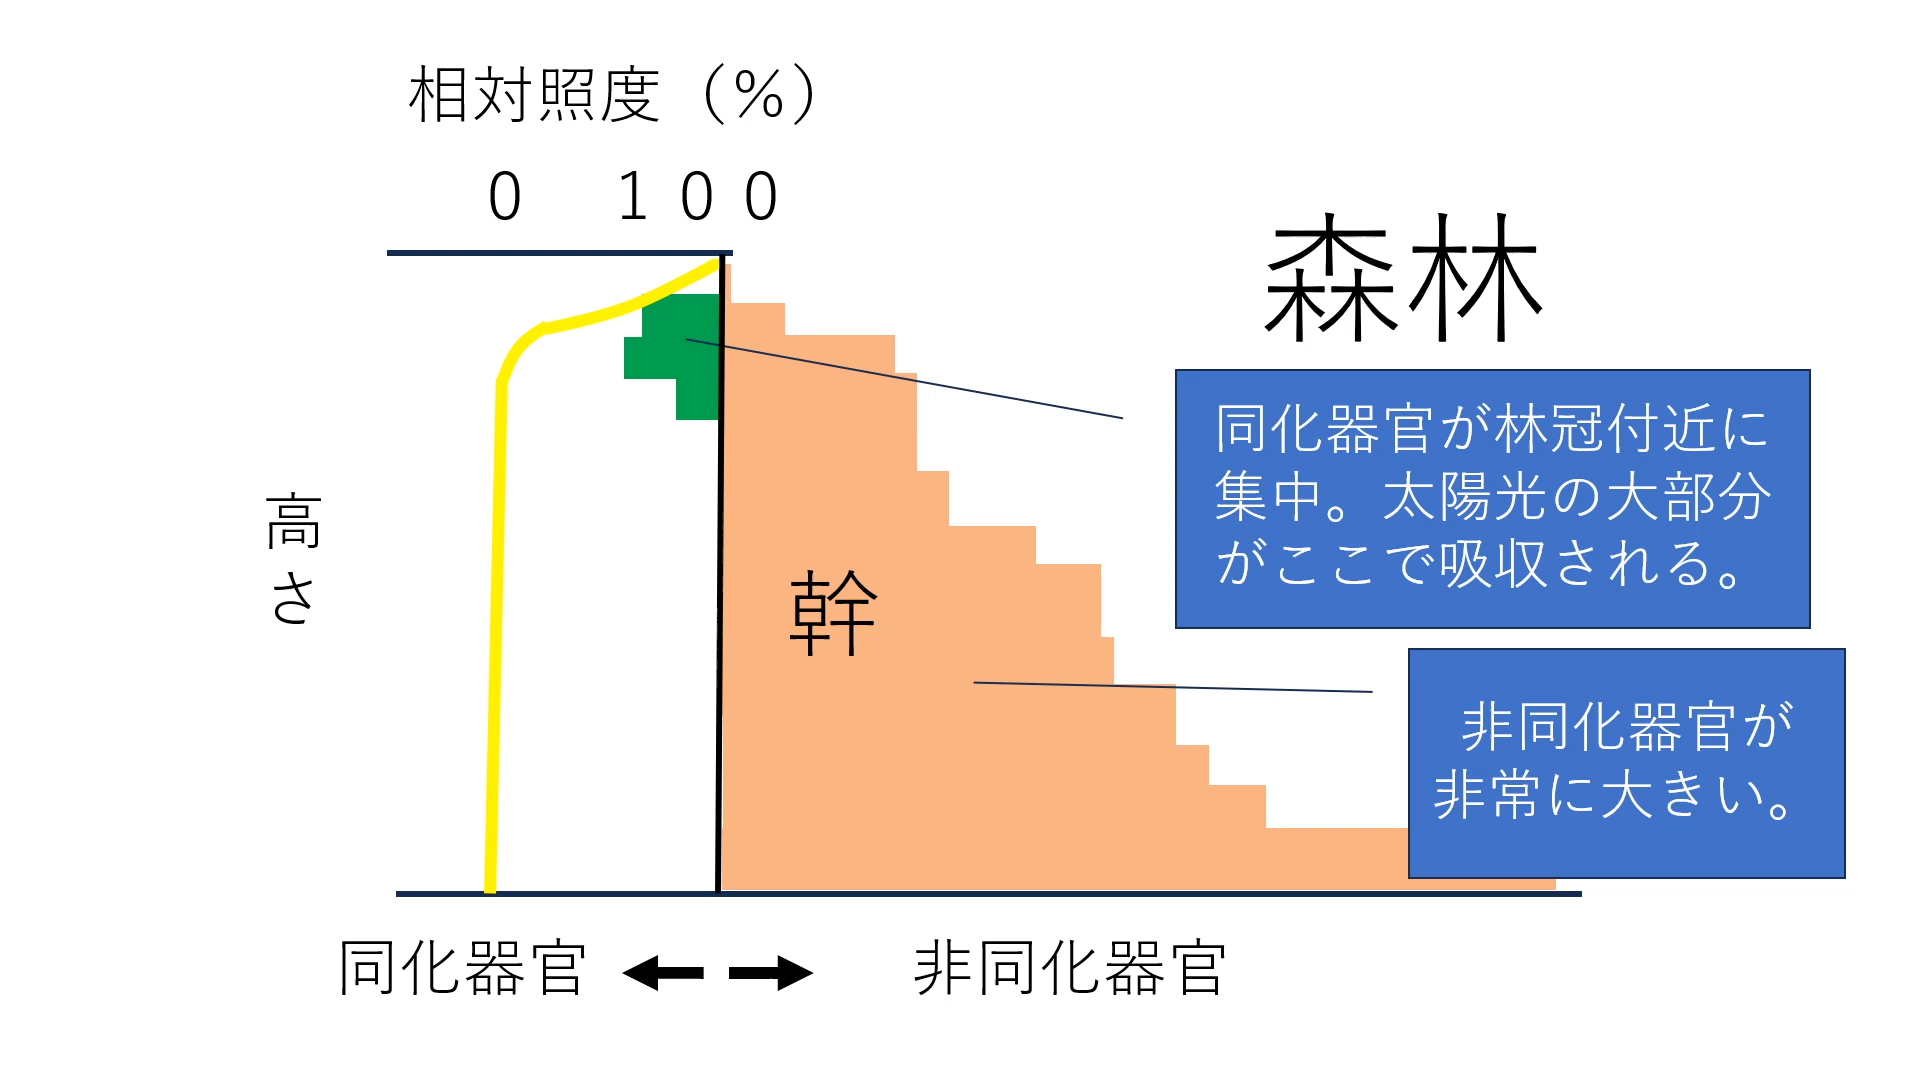 相対照度（%）
0　１００
森林
同化器官が林冠付近に
集中。太陽光の大部分
がここで吸収される。
高さ
幹
非同化器官が
非常に大きい。
同化器官
非同化器官